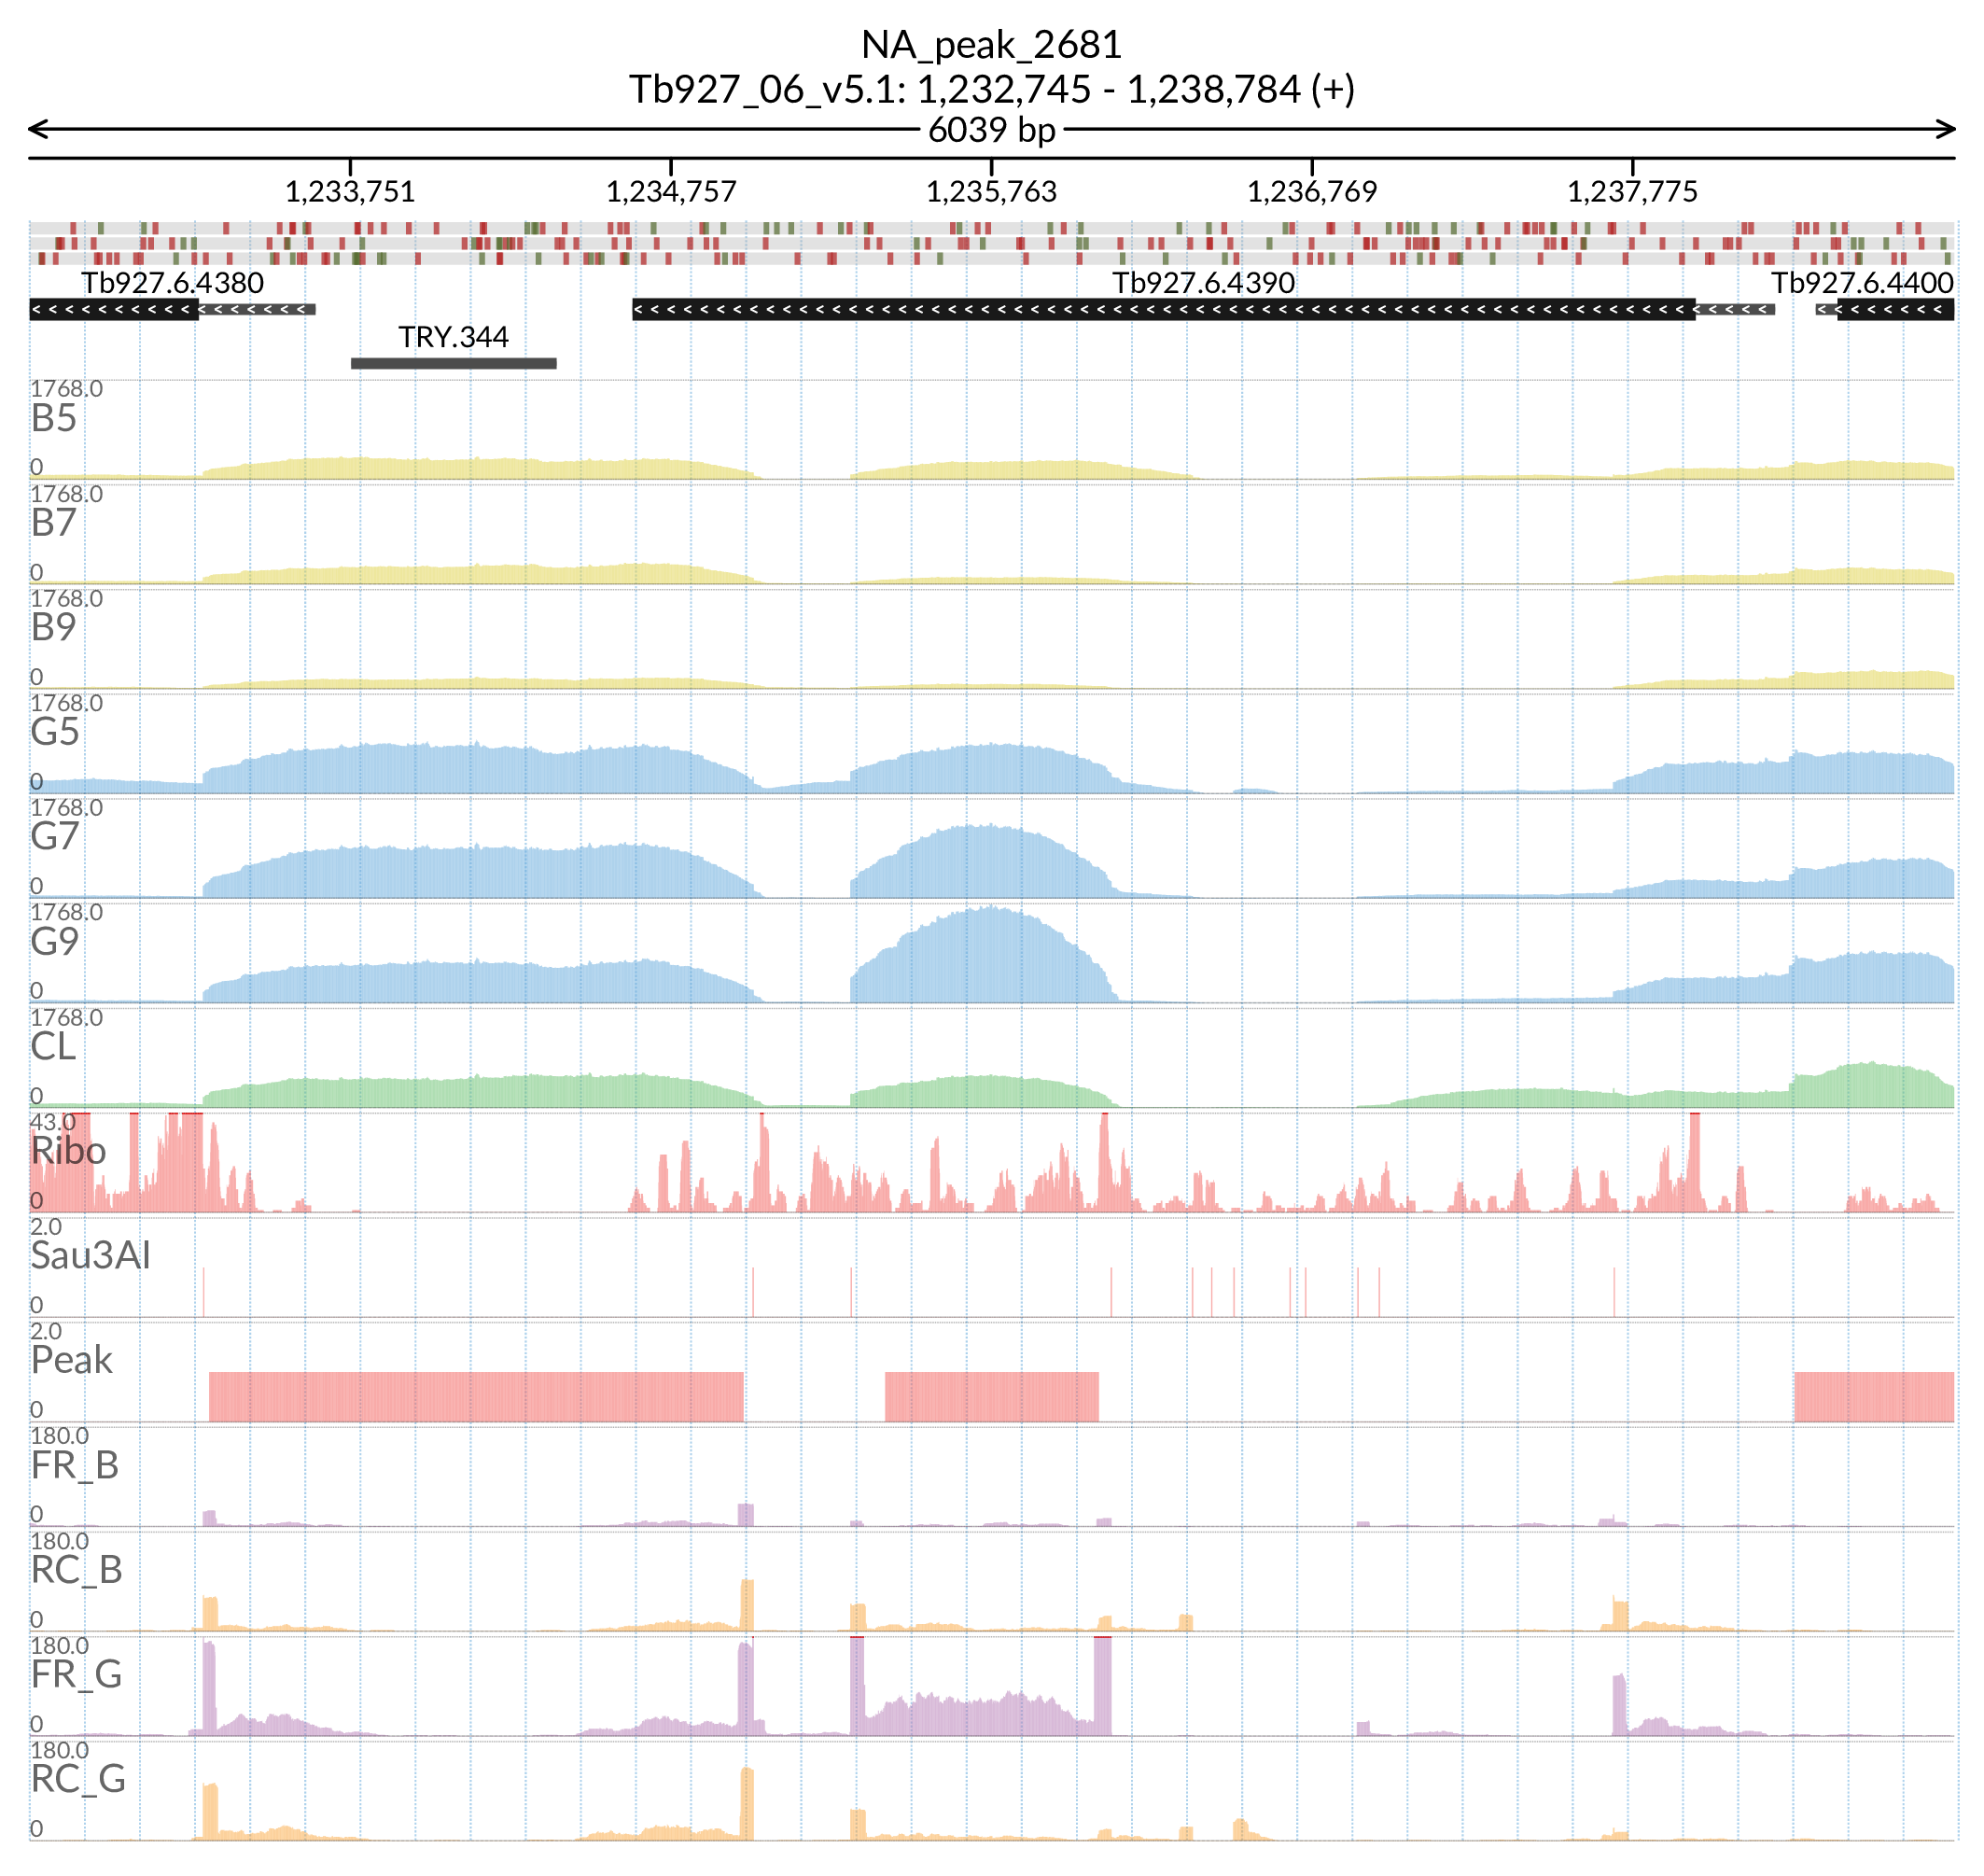 NA_peak_2681
Tb927_06_v5.1: 1,232,745 - 1,238,784 (+)
6039 bp
1,233,751 1,234,757 1,235,763 1,236,769 1,237,775
Tb927.6.4380 Tb927.6.4390 Tb927.6.4400
TRY.344
1768.0
B5
0
1768.0
B7
0
1768.0
B9
0
1768.0
G5
0
1768.0
G7
0
1768.0
G9
0
1768.0
CL
0
43.0
Ribo
0
2.0
Sau3AI
0
2.0
Peak
0
180.0
FR_B
0
180.0
RC_B
0
180.0
FR_G
0
180.0
RC_G
0